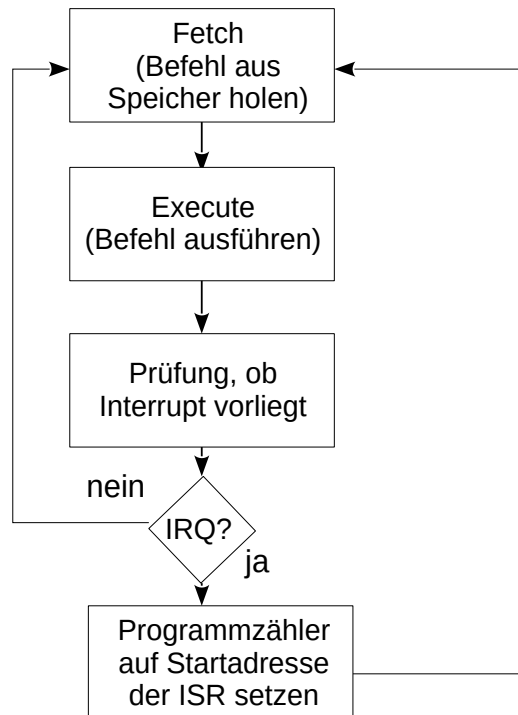 Fetch
(Befehl aus
Speicher holen)
Execute
(Befehl ausführen)
Prüfung, ob
Interrupt vorliegt
nein
IRQ?
ja
Programmzähler
auf Startadresse
der ISR setzen